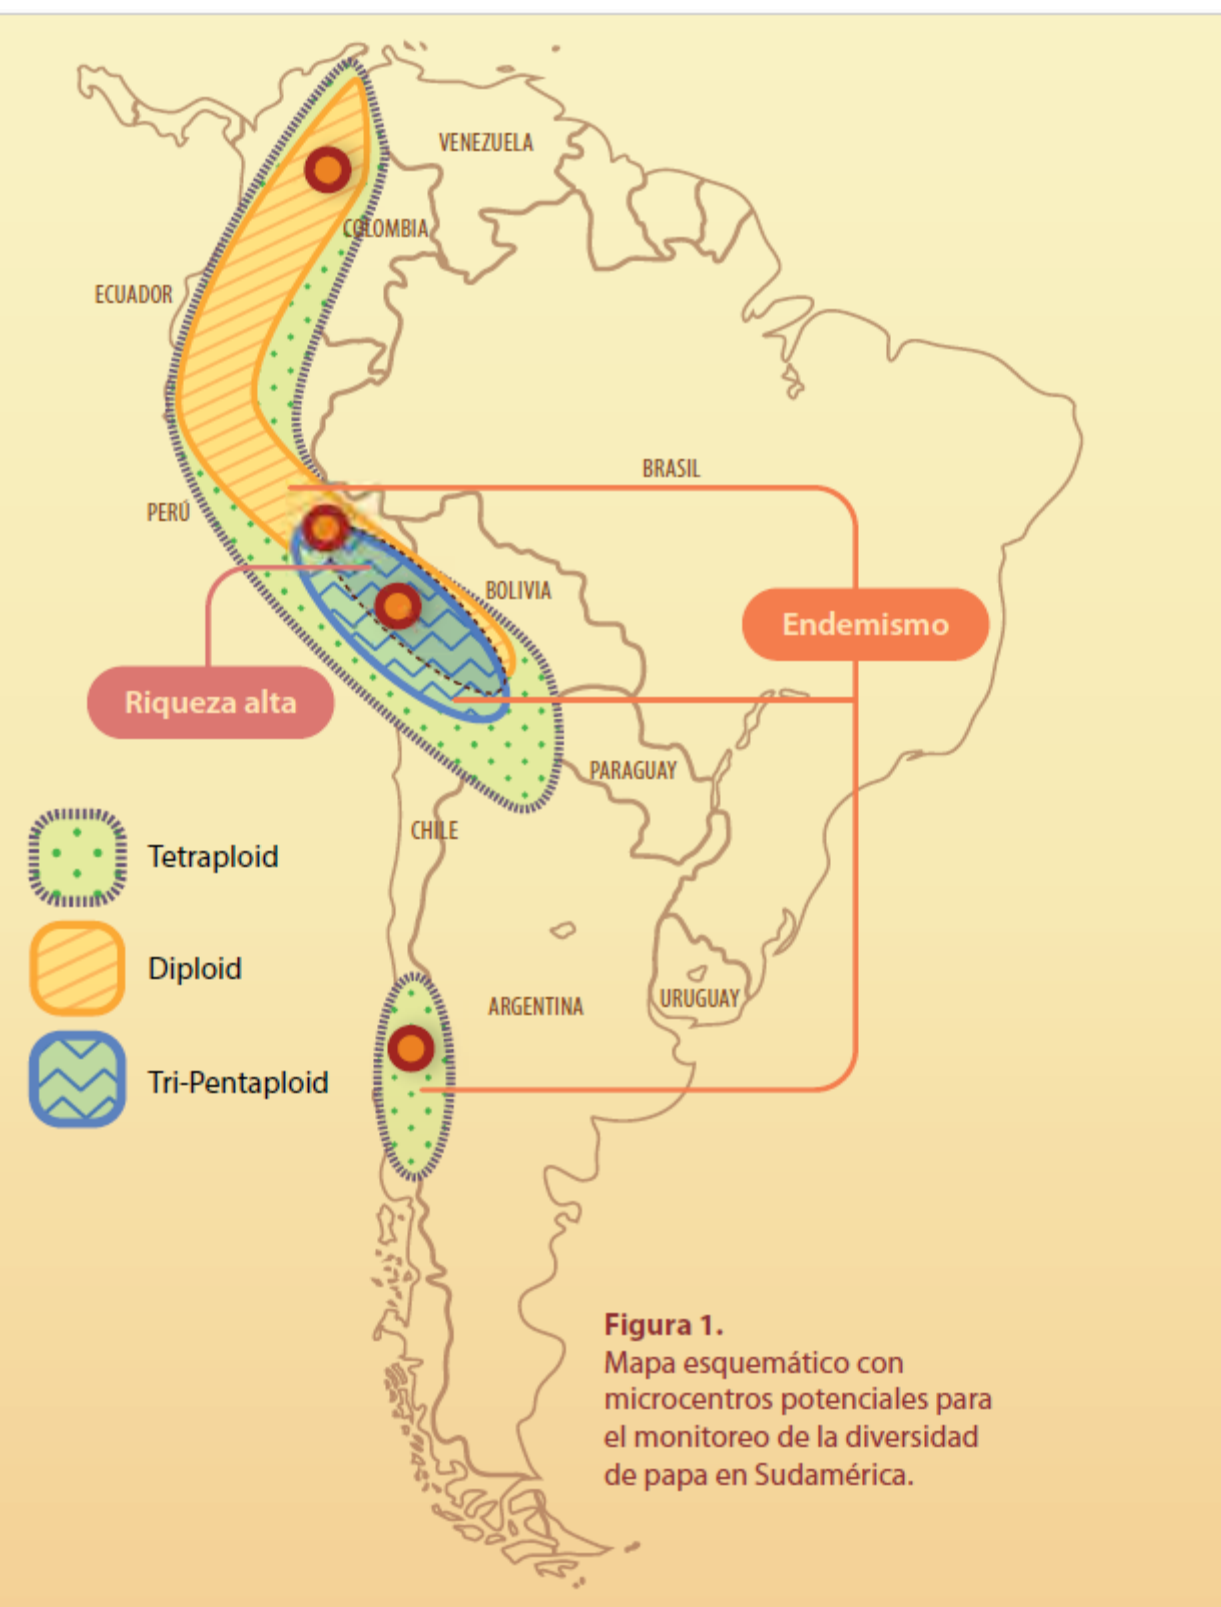 VENEZUELA
COLOMBIA
ECUADOR
BRASIL
PERÚ
BOLIVIA
Endemismo
Riqueza alta
PARAGUAY
CHILE
Tetraploid
Diploid
ARGENTINA
URUGUAY
Tri-Pentaploid
Figura 1.
Mapa esquemático con
microcentros potenciales para
el monitoreo de la diversidad
de papa en Sudamérica.